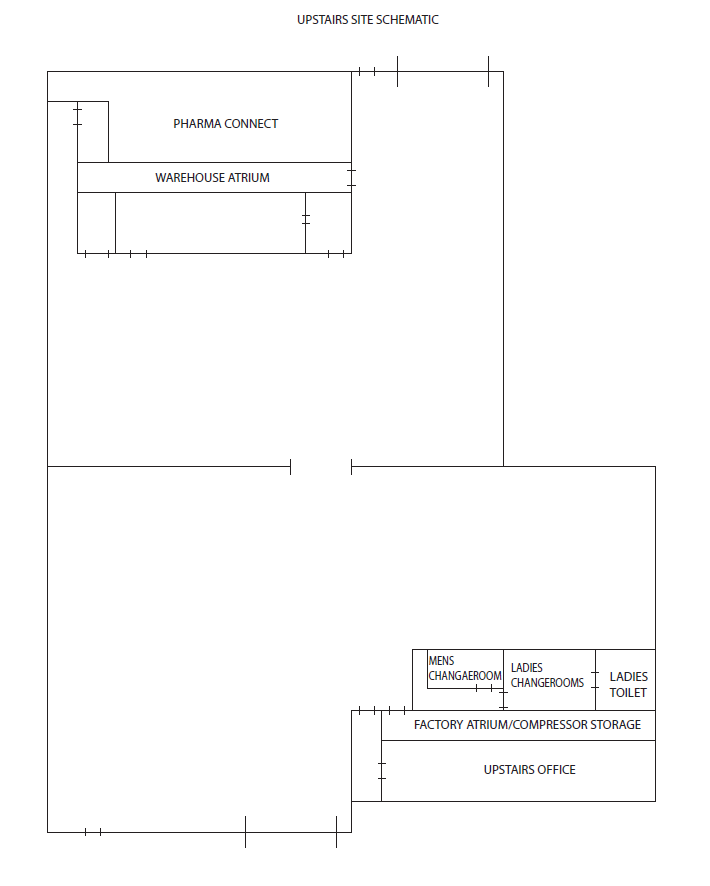 UPSTAIRS SITE SCHEMATIC
PHARMA CONNECT
WAREHOUSE ATRIUM
MENS
CHANGAEROOM
LADIES
CHANGEROOMS
LADIES
TOILET
FACTORY ATRIUM/COMPRESSOR STORAGE
UPSTAIRS OFFICE